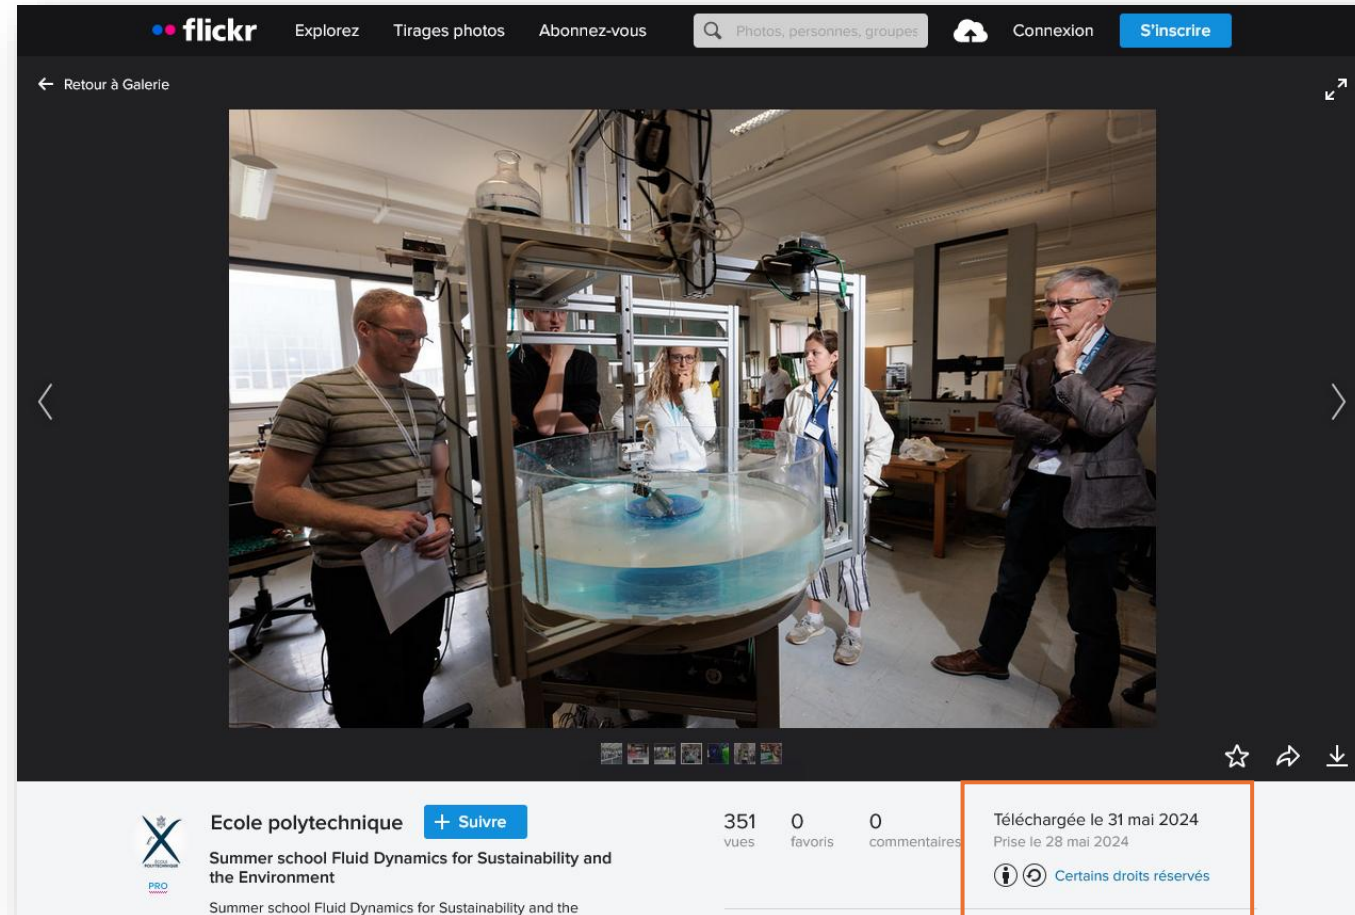 flickr Explorez Tirages photos Abonnez-vous Photos, personnes, groupes Connexion S'inscrire
Retour à Galerie
Ecole polytechnique + Suivre
Summer school Fluid Dynamics for Sustainability and
the Environment
Summer school Fluid Dynamics for Sustainability and the
PRO
351 0 0
vues favoris commentaires
Téléchargée le 31 mai 2024
Prise le 28 mai 2024
Certains droits réservés